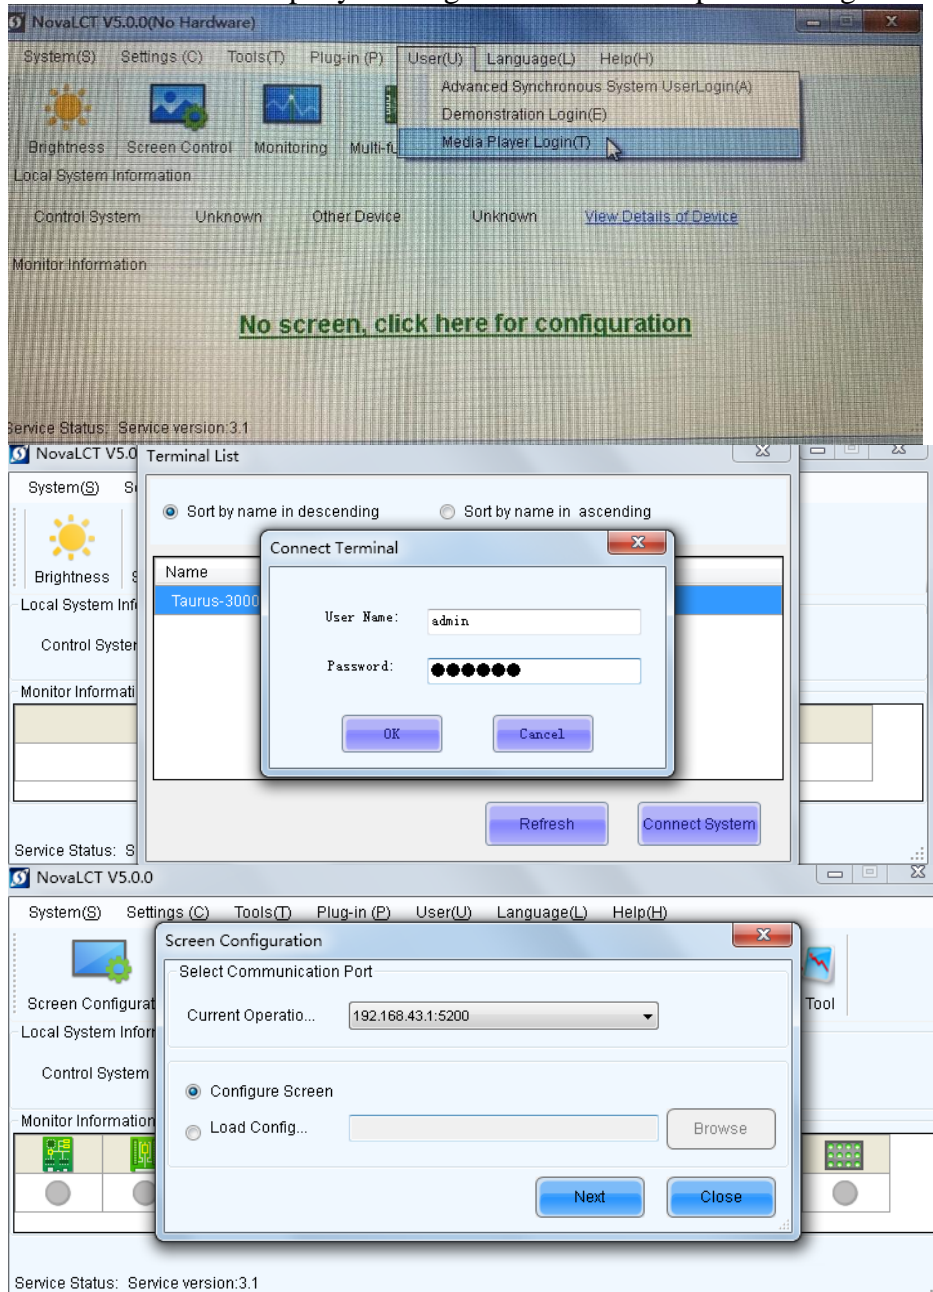 NovaLCT V5.0.0(No Hardware)
System(S) Settings (C) Tools(T) Plug-in (P) User(U) Language(L) Help(H)
Advanced Synchronous System UserLogin(A)
Demonstration Login(E)
Media Player Login(T)
Brightness Screen Control Monitoring Multi-fu
Local System Information
Control System Unknown Other Device Unknown View Details of Device
Monitor Information
No screen, click here for configuration
Service Status: Service version:3.1
NovaLCT V5.0
Terminal List
System(S) S
Sort by name in descending Sort by name in ascending
Connect Terminal
Brightness S
Name
Local System Inf
Taurus-3000
User Name: admin
Control Syster
Password: ●●●●●●
Monitor Informati
OK Cancel
Refresh Connect System
Service Status: S
NovaLCT V5.0.0
System(S) Settings (C) Tools(T) Plug-in (P) User(U) Language(L) Help(H)
Screen Configuration
Select Communication Port
Screen Configurat
Tool
Current Operatio... 192.168.43.1:5200
Local System Inforr
Control System
Configure Screen
Monitor Information
Load Config... Browse
Next Close
Service Status: Service version:3.1